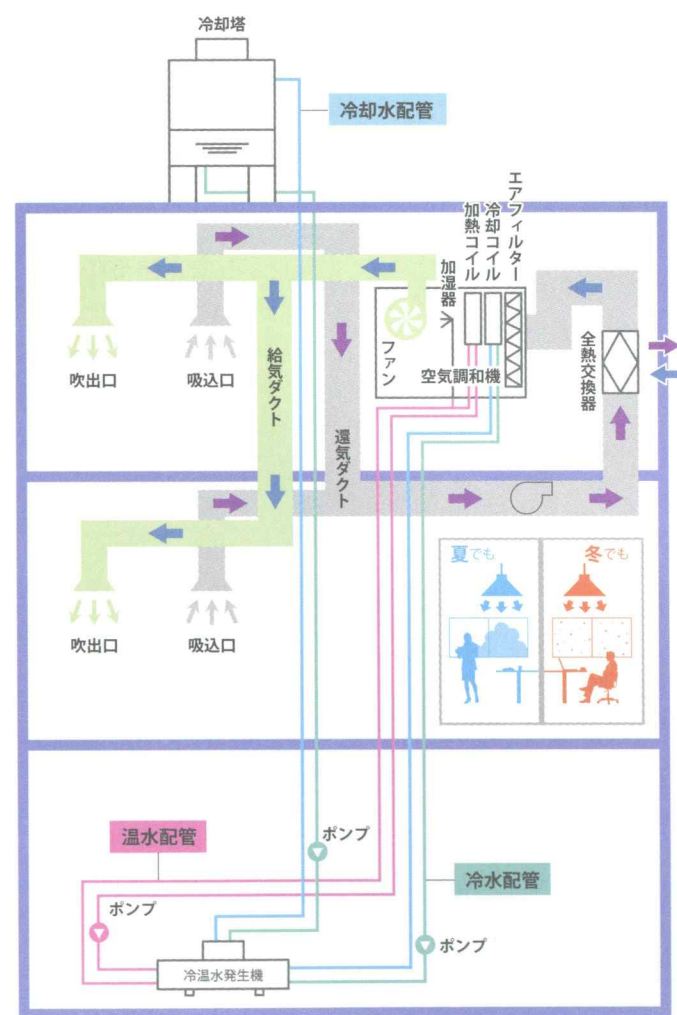 冷却塔
冷却水配管
エアフィルター
冷却コイル
加熱コイル
加湿器
ファン
空気調和機
全熱交換器
吹出口
吸込口
給気ダクト
還気ダクト
吹出口
吸込口
夏でも
冬でも
温水配管
ポンプ
冷水配管
ポンプ
ポンプ
冷温水発生機